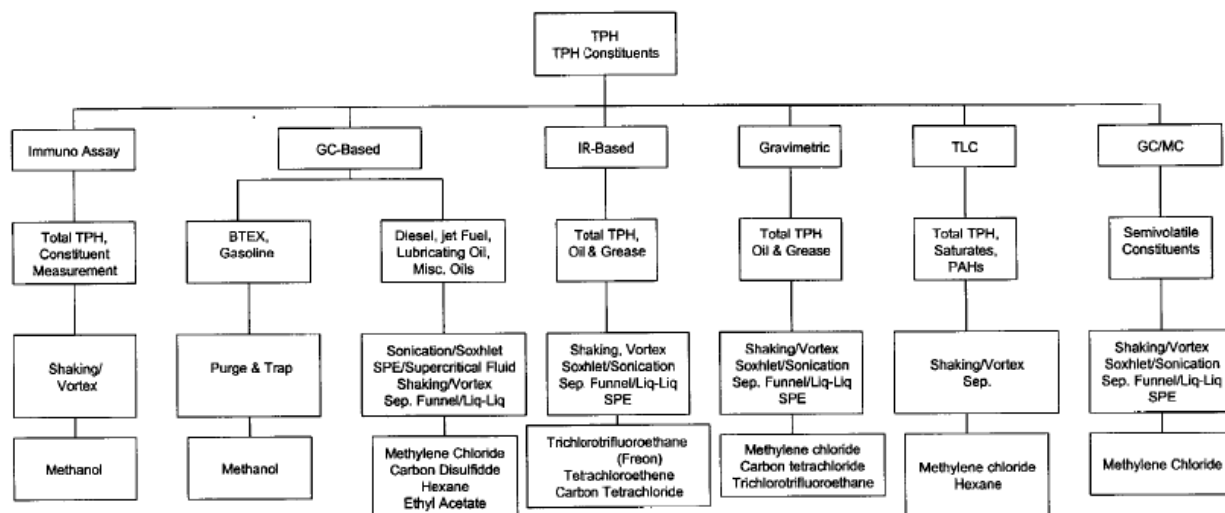 TPH
TPH Constituents
Immuno Assay
GC-Based
IR-Based
Gravimetric
TLC
GC/MC
Total TPH,
Constituent
Measurement
BTEX,
Gasoline
Diesel, jet Fuel,
Lubricating Oil,
Misc. Oils
Total TPH,
Oil & Grease
Total TPH
Oil & Grease
Total TPH,
Saturates,
PAHs
Semivolatile
Constituents
Shaking/
Vortex
Purge & Trap
Sonication/Soxhlet
SPE/Supercritical Fluid
Shaking/Vortex
Sep. Funnel/Liq-Liq
Shaking, Vortex
Soxhlet/Sonication
Sep. Funnel/Liq-Liq
SPE
Shaking/Vortex
Soxhlet/Sonication
Sep. Funnel/Liq-Liq
SPE
Shaking/Vortex
Sep.
Shaking/Vortex
Soxhlet/Sonication
Sep. Funnel/Liq-Liq
SPE
Methanol
Methanol
Methylene Chloride
Carbon Disulfidde
Hexane
Ethyl Acetate
Trichlorotrifluoroethane
(Freon)
Tetrachloroethene
Carbon Tetrachloride
Methylene chloride
Carbon tetrachloride
Trichlorotrifluoroethane
Methylene chloride
Hexane
Methylene Chloride